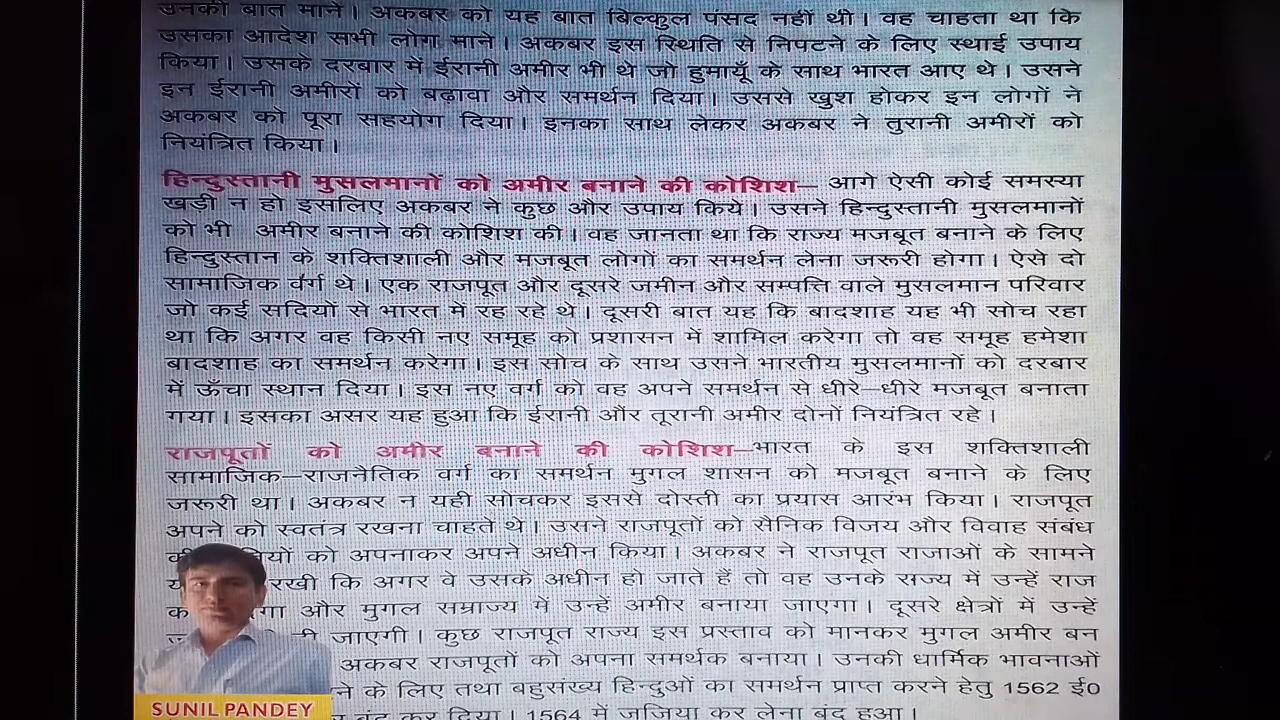 उनकी बात माने। अकबर को यह बात बिल्कुल पंसद नहीं थी। वह चाहता था कि
उसका आदेश सभी लोग माने। अकबर इस स्थिति से निपटने के लिए स्थाई उपाय
किया। उसके दरबार में ईरानी अमीर भी थे जो हुमायूँ के साथ भारत आए थे। उसने
इन ईरानी अमीरों को बढ़ावा और समर्थन दिया। उससे खुश होकर इन लोगों ने
अकबर को पूरा सहयोग दिया। इनका साथ लेकर अकबर ने तुरानी अमीरों को
नियंत्रित किया।
हिन्दुस्तानी मुसलमानों को अमीर बनाने की कोशिश– आगे ऐसी कोई समस्या
खड़ी न हो इसलिए अकबर ने कुछ और उपाय किये। उसने हिन्दुस्तानी मुसलमानों
को भी अमीर बनाने की कोशिश की। वह जानता था कि राज्य मजबूत बनाने के लिए
हिन्दुस्तान के शक्तिशाली और मजबूत लोगों का समर्थन लेना जरूरी होगा। ऐसे दो
सामाजिक वर्ग थे। एक राजपूत और दूसरे जमीन और सम्पत्ति वाले मुसलमान परिवार
जो कई सदियों से भारत में रह रहे थे। दूसरी बात यह कि बादशाह यह भी सोच रहा
था कि अगर वह किसी नए समूह को प्रशासन में शामिल करेगा तो वह समूह हमेशा
बादशाह का समर्थन करेगा। इस सोच के साथ उसने भारतीय मुसलमानों को दरबार
में ऊँचा स्थान दिया। इस नए वर्ग को वह अपने समर्थन से धीरे–धीरे मजबूत बनाता
गया। इसका असर यह हुआ कि ईरानी और तूरानी अमीर दोनों नियंत्रित रहे।
राजपूतों को अमीर बनाने की कोशिश–भारत के इस शक्तिशाली
सामाजिक–राजनैतिक वर्ग का समर्थन मुगल शासन को मजबूत बनाने के लिए
जरूरी था। अकबर न यही सोचकर इससे दोस्ती का प्रयास आरंभ किया। राजपूत
अपने को स्वतंत्र रखना चाहते थे। उसने राजपूतों को सैनिक विजय और विवाह संबंध
को अपनाकर अपने अधीन किया। अकबर ने राजपूत राजाओं के सामने
रखी कि अगर वे उसके अधीन हो जाते हैं तो वह उनके राज्य में उन्हें राज
और मुगल सम्राज्य में उन्हें अमीर बनाया जाएगा। दूसरे क्षेत्रों में उन्हें
जाएगी। कुछ राजपूत राज्य इस प्रस्ताव को मानकर मुगल अमीर बन
अकबर राजपूतों को अपना समर्थक बनाया। उनकी धार्मिक भावनाओं
के लिए तथा बहुसंख्य हिन्दुओं का समर्थन प्राप्त करने हेतु 1562 ई0
बंद कर दिया। 1564 में जजिया कर लेना बंद हुआ।
SUNIL PANDEY